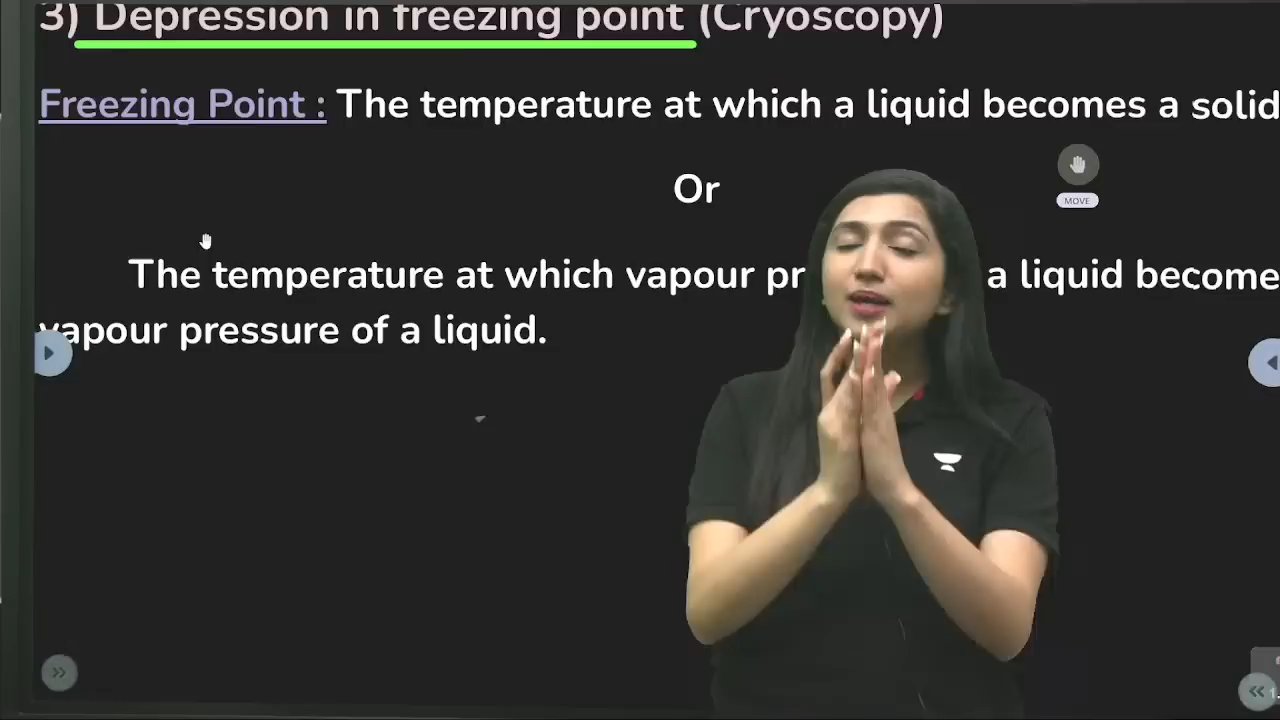 3) Depression in freezing point (Cryoscopy)
Freezing Point : The temperature at which a liquid becomes a solid
Or
MOVE
The temperature at which vapour pr a liquid become
vapour pressure of a liquid.